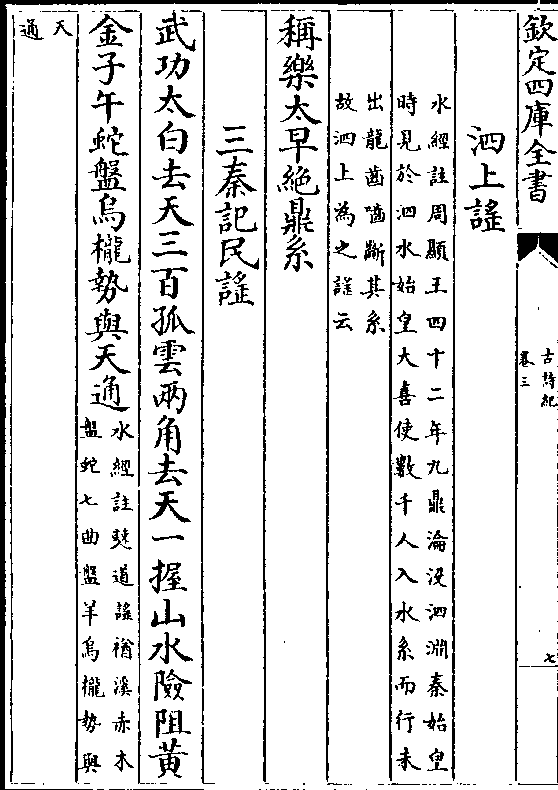 欽定四庫全書
古詩紀
卷三
七
泗上謠
水經註周顯王四十二年九鼎淪没泗淵秦始皇
時見於泗水始皇大喜使數千人入水系而行未
出龍齒嚙斷其系
故泗上為之謠云
稱樂太早絶鼎系
三秦記民謠
武功太白去天三百孤雲兩角去天一握山水險阻黄
金子午蛇盤烏櫳勢與天通
水經註㢀道謠楢溪赤木
盤蛇七曲盤羊烏櫳勢與
天
通